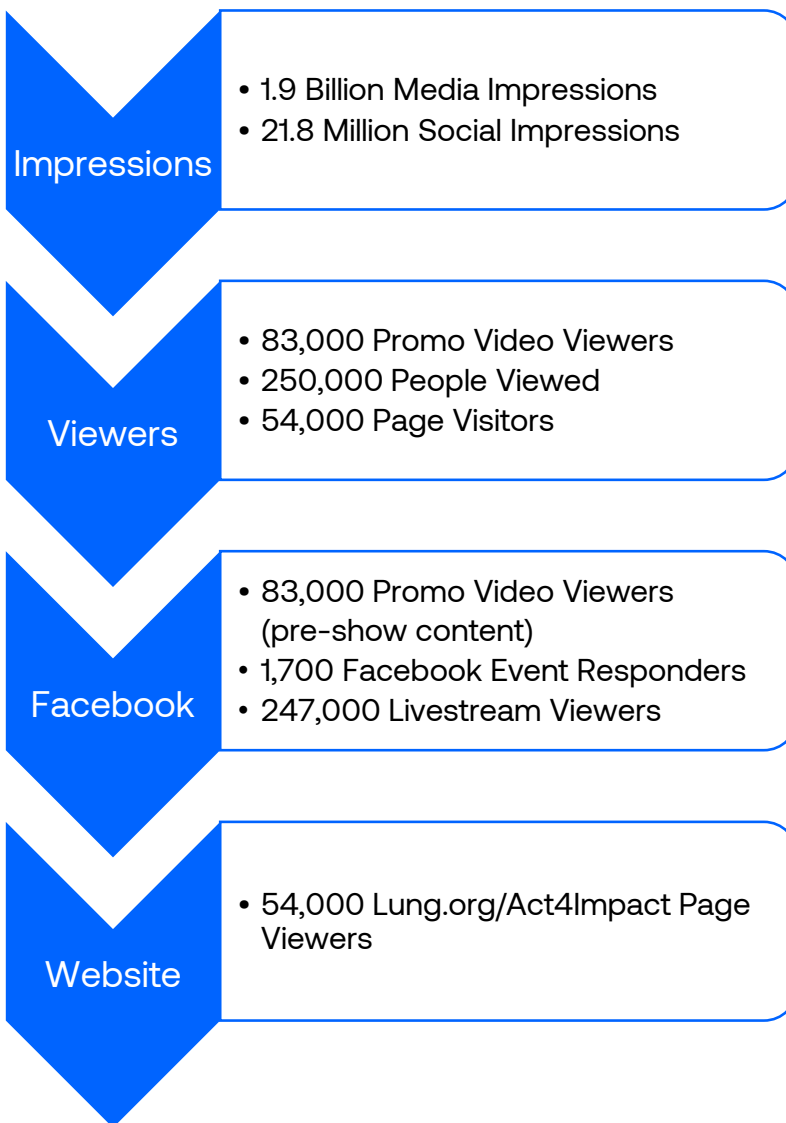 Impressions
• 1.9 Billion Media Impressions
• 21.8 Million Social Impressions
Viewers
• 83,000 Promo Video Viewers
• 250,000 People Viewed
• 54,000 Page Visitors
Facebook
• 83,000 Promo Video Viewers
(pre-show content)
• 1,700 Facebook Event Responders
• 247,000 Livestream Viewers
Website
• 54,000 Lung.org/Act4Impact Page
Viewers